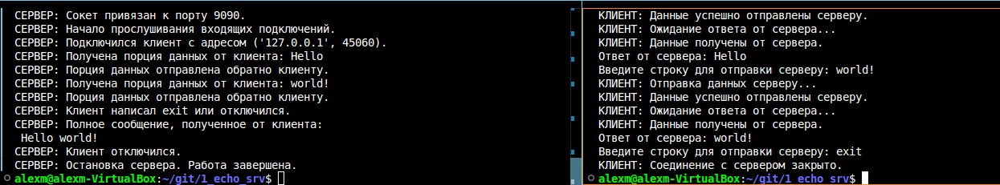 СЕРВЕР: Сокет привязан к порту 9090.
СЕРВЕР: Начало прослушивания входящих подключений.
СЕРВЕР: Подключился клиент с адресом ('127.0.0.1', 45060).
СЕРВЕР: Получена порция данных от клиента: Hello
СЕРВЕР: Порция данных отправлена обратно клиенту.
СЕРВЕР: Получена порция данных от клиента: world!
СЕРВЕР: Порция данных отправлена обратно клиенту.
СЕРВЕР: Клиент написал exit или отключился.
СЕРВЕР: Полное сообщение, полученное от клиента:
Hello world!
СЕРВЕР: Клиент отключился.
СЕРВЕР: Остановка сервера. Работа завершена.
alexm@alexm-VirtualBox:~/git/1_echo_srv$
КЛИЕНТ: Данные успешно отправлены серверу.
КЛИЕНТ: Ожидание ответа от сервера...
КЛИЕНТ: Данные получены от сервера.
Ответ от сервера: Hello
Введите строку для отправки серверу: world!
КЛИЕНТ: Отправка данных серверу...
КЛИЕНТ: Данные успешно отправлены серверу.
КЛИЕНТ: Ожидание ответа от сервера...
КЛИЕНТ: Данные получены от сервера.
Ответ от сервера: world!
Введите строку для отправки серверу: exit
КЛИЕНТ: Соединение с сервером закрыто.
alexm@alexm-VirtualBox:~/git/1_echo_srv$